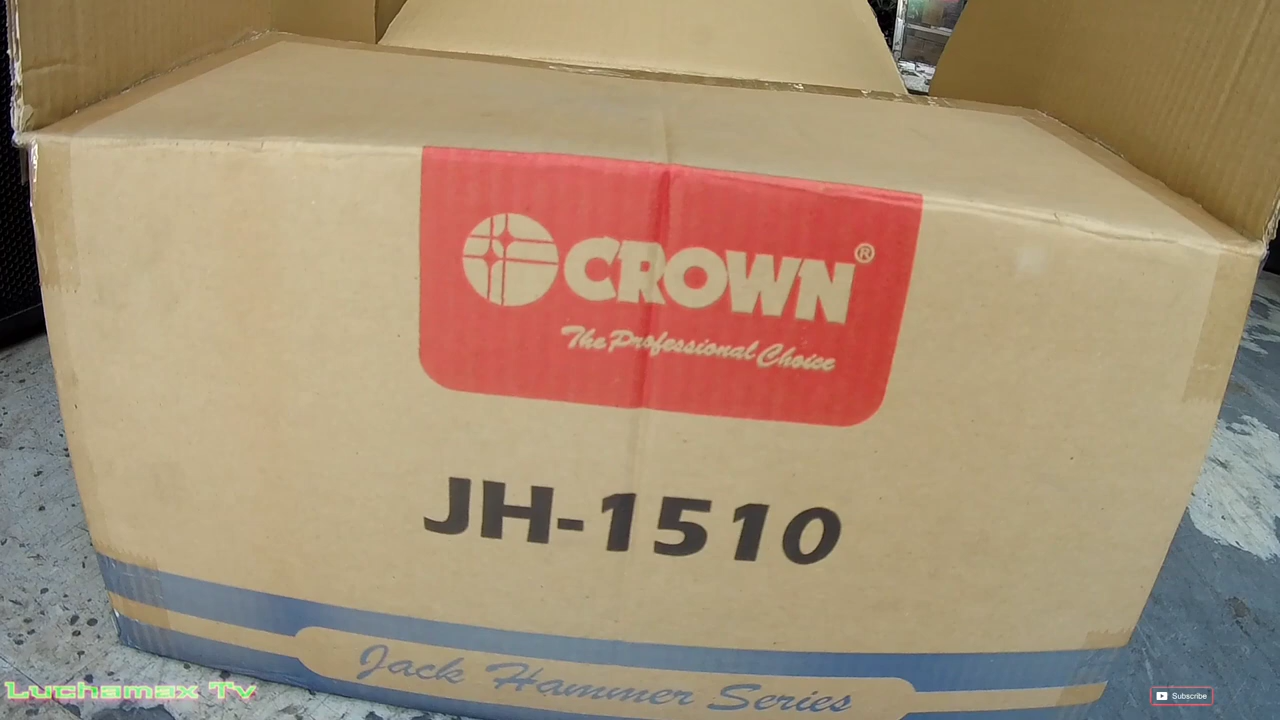 CROWN®
The Professional Choice
JH-1510
Jack Hammer Series
Luchamax Tv
Subscribe